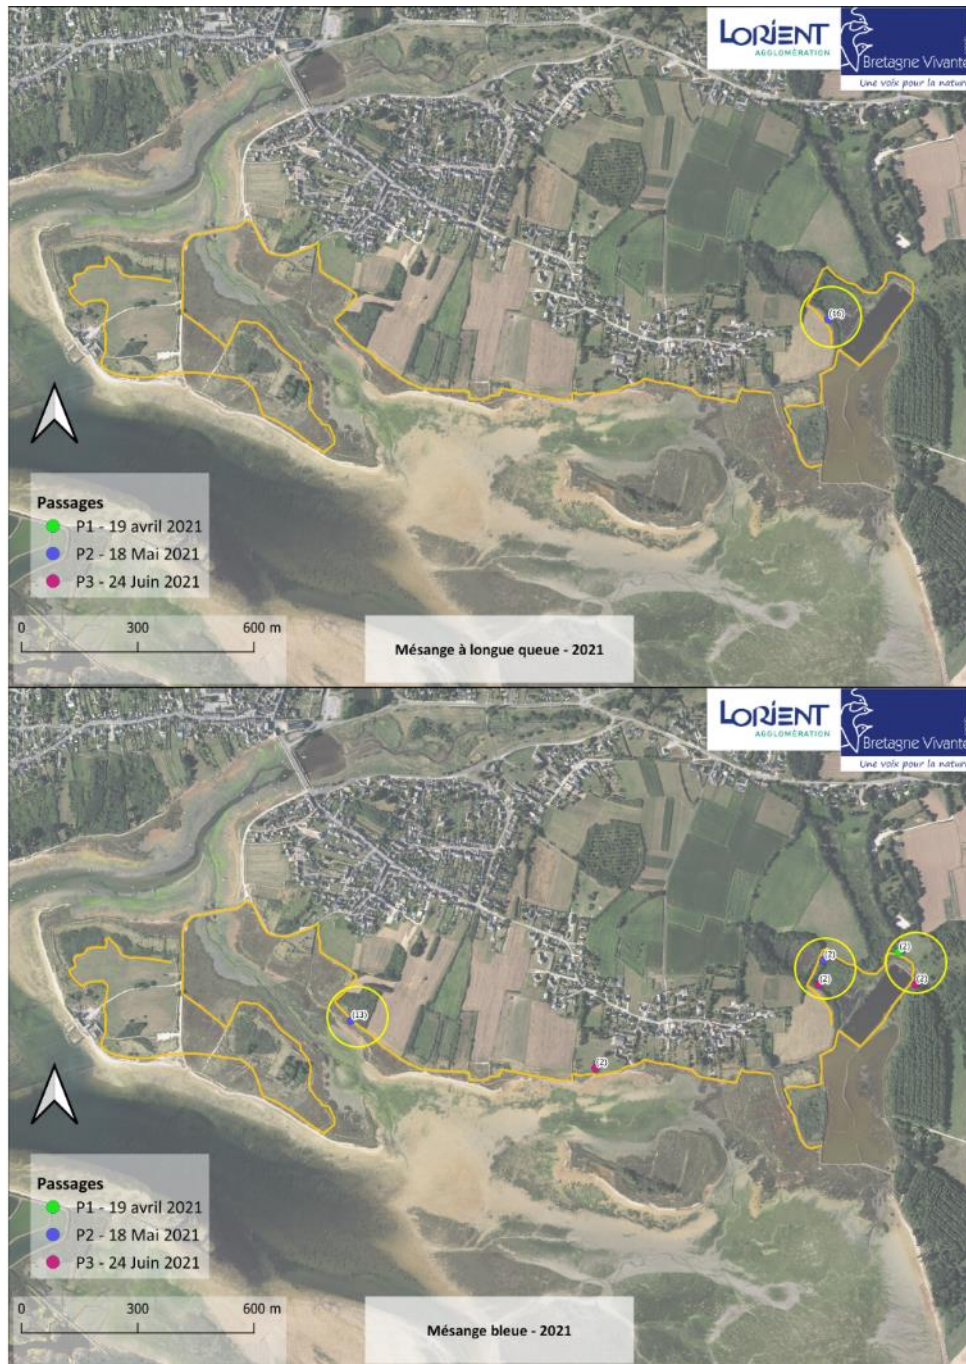 LORIENT
AGGLOMÉRATION
Bretagne Vivante
Une voix pour la nature
(16)
Passages
P1 - 19 avril 2021
P2 - 18 Mai 2021
P3 - 24 Juin 2021
0 300 600 m
Mésange à longue queue - 2021
LORIENT
AGGLOMÉRATION
Bretagne Vivante
Une voix pour la nature
(2)
(2)
(2)
(13)
(2)
Passages
P1 - 19 avril 2021
P2 - 18 Mai 2021
P3 - 24 Juin 2021
0 300 600 m
Mésange bleue - 2021